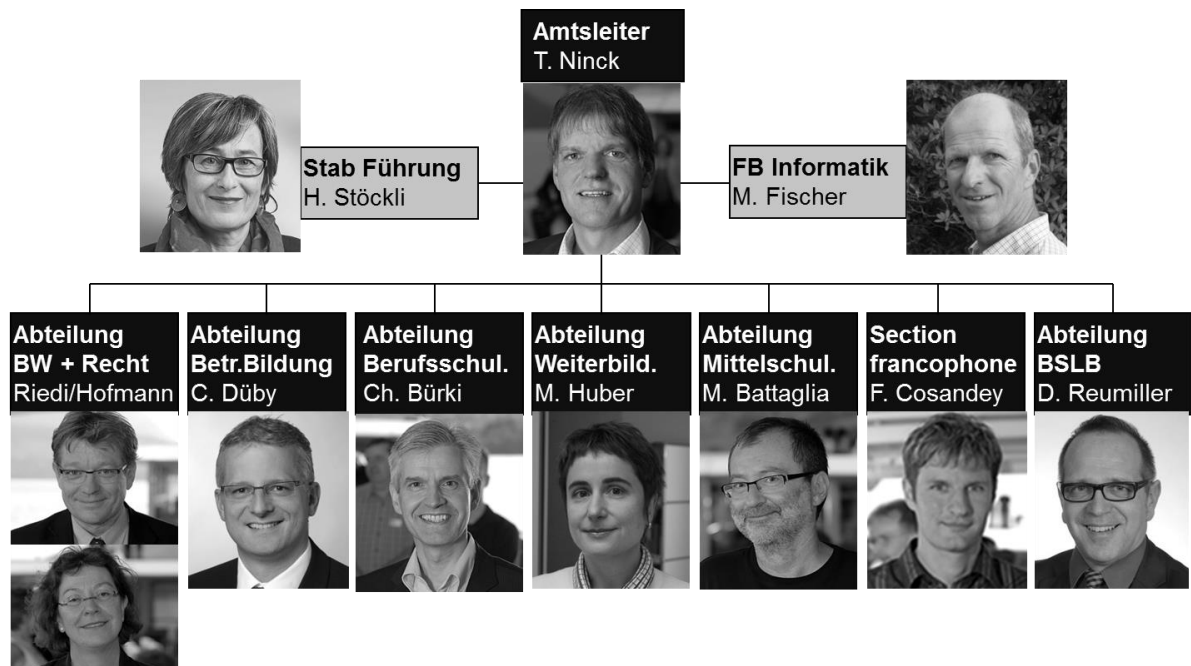 Amtsleiter
T. Ninck
Stab Führung
H. Stöckli
FB Informatik
M. Fischer
Abteilung
BW + Recht
Riedi/Hofmann
Abteilung
Betr.Bildung
C. Düby
Abteilung
Berufsschul.
Ch. Bürki
Abteilung
Weiterbild.
M. Huber
Abteilung
Mittelschul.
M. Battaglia
Section
francophone
F. Cosandey
Abteilung
BSLB
D. Reumiller